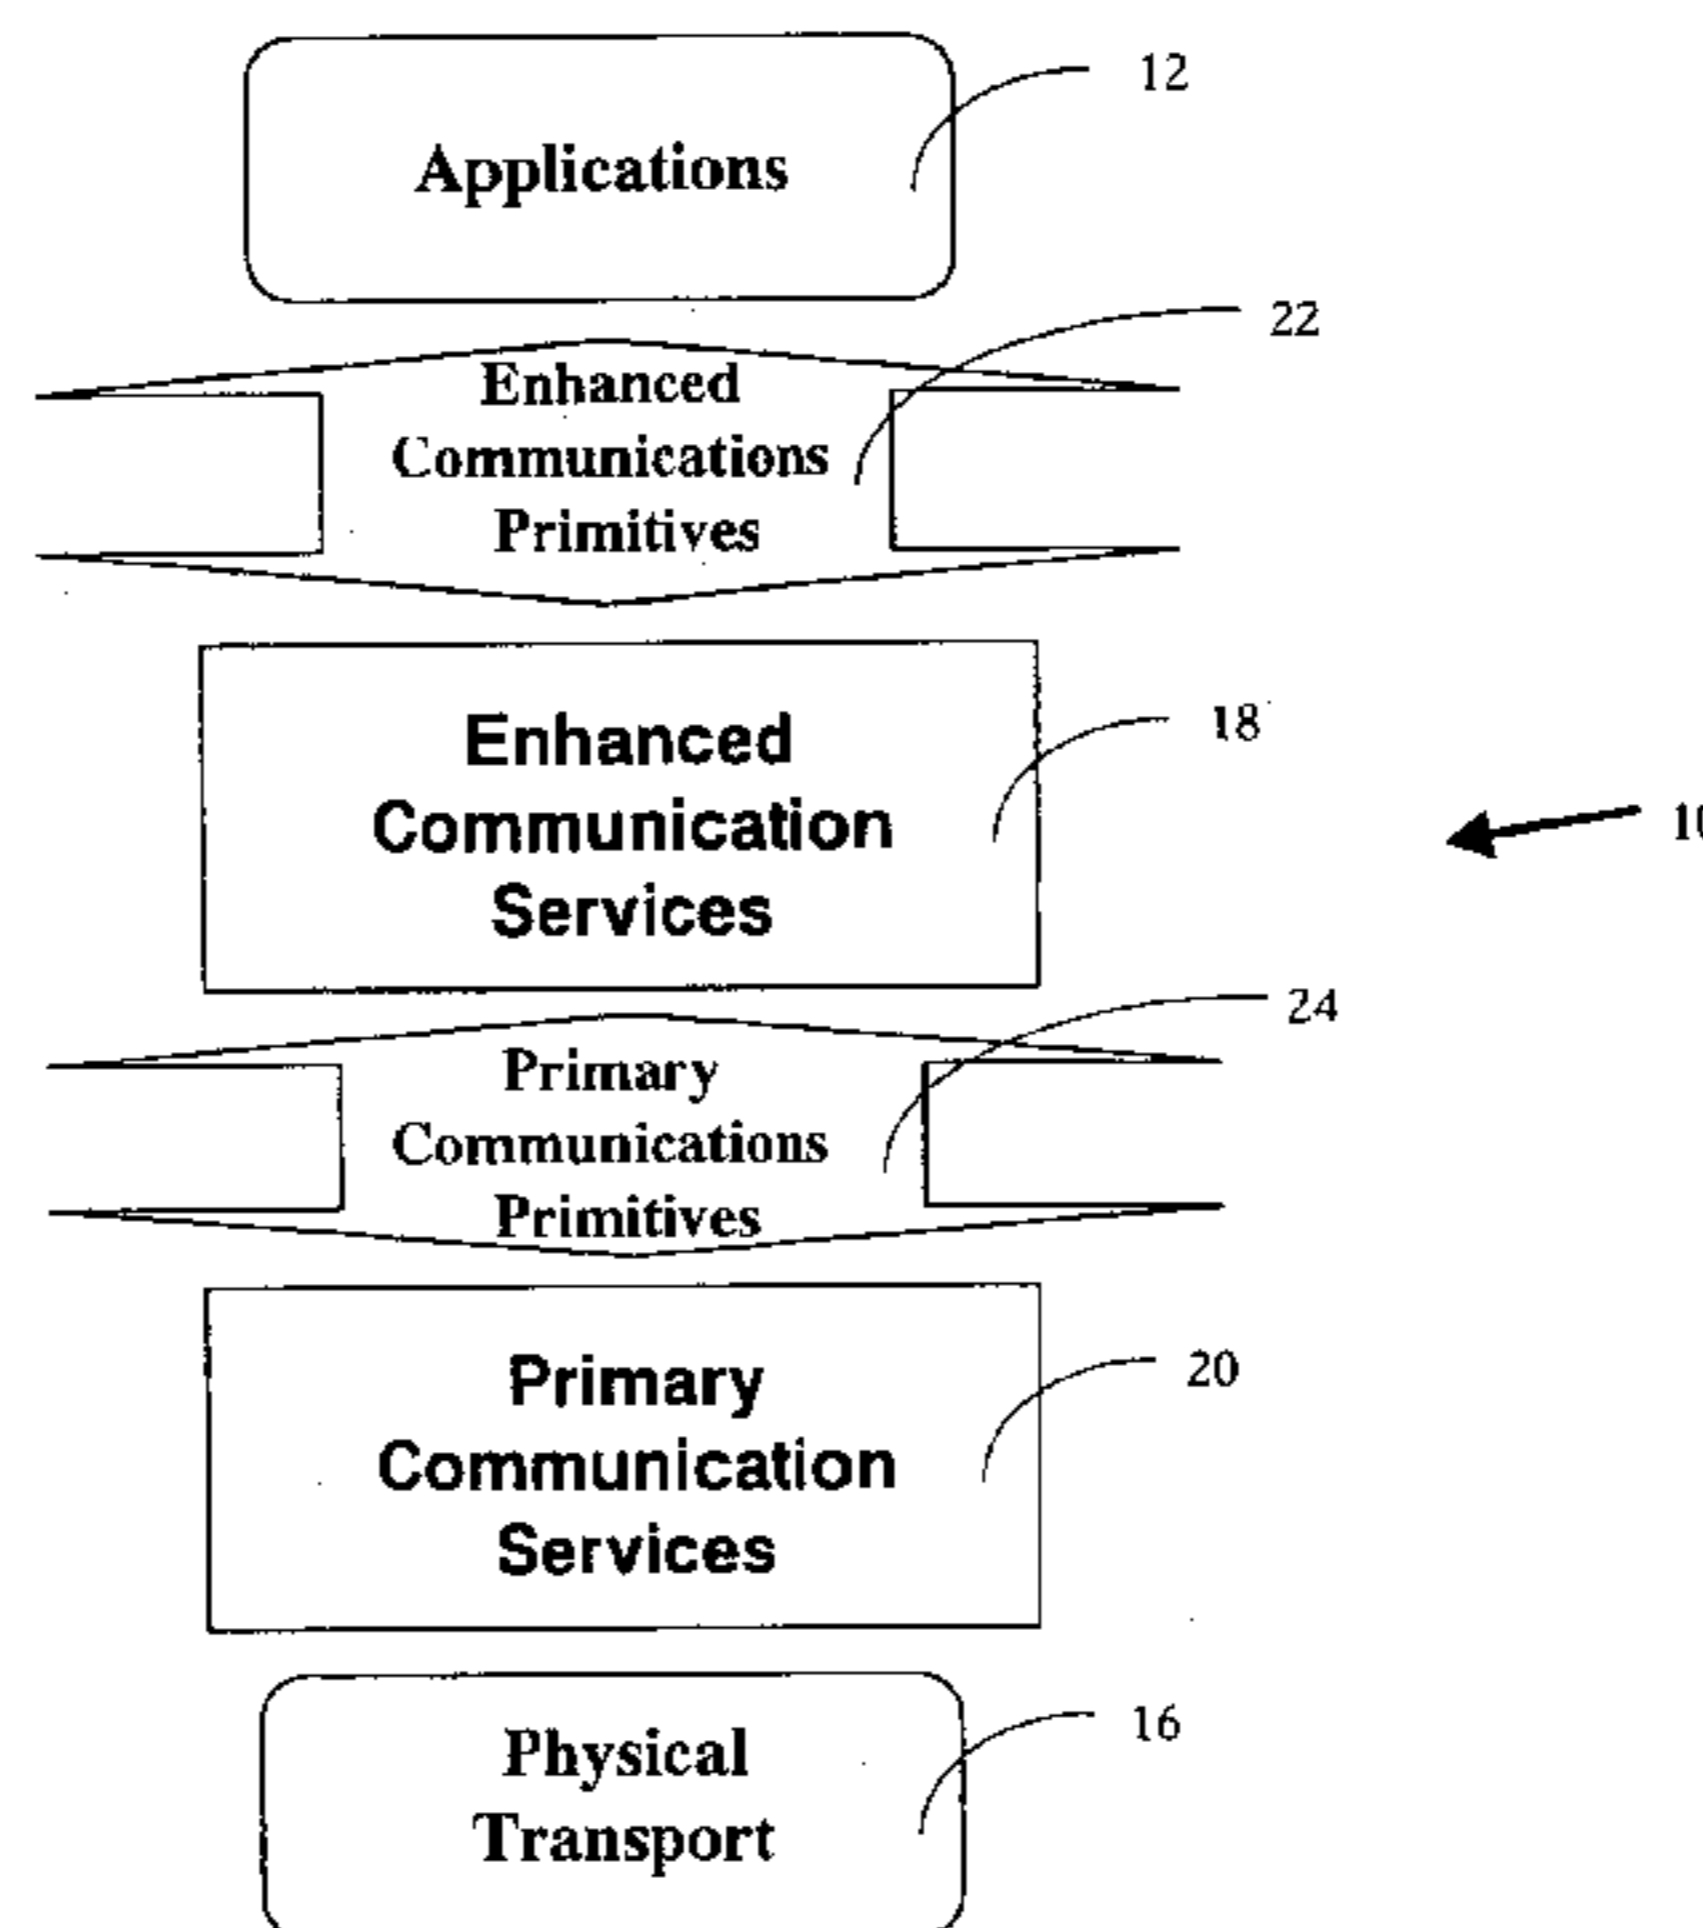 12
Applications
22
Enhanced
Communications
Primitives
18
Enhanced
Communication
Services
10
24
Primary
Communications
Primitives
20
Primary
Communication
Services
16
Physical
Transport